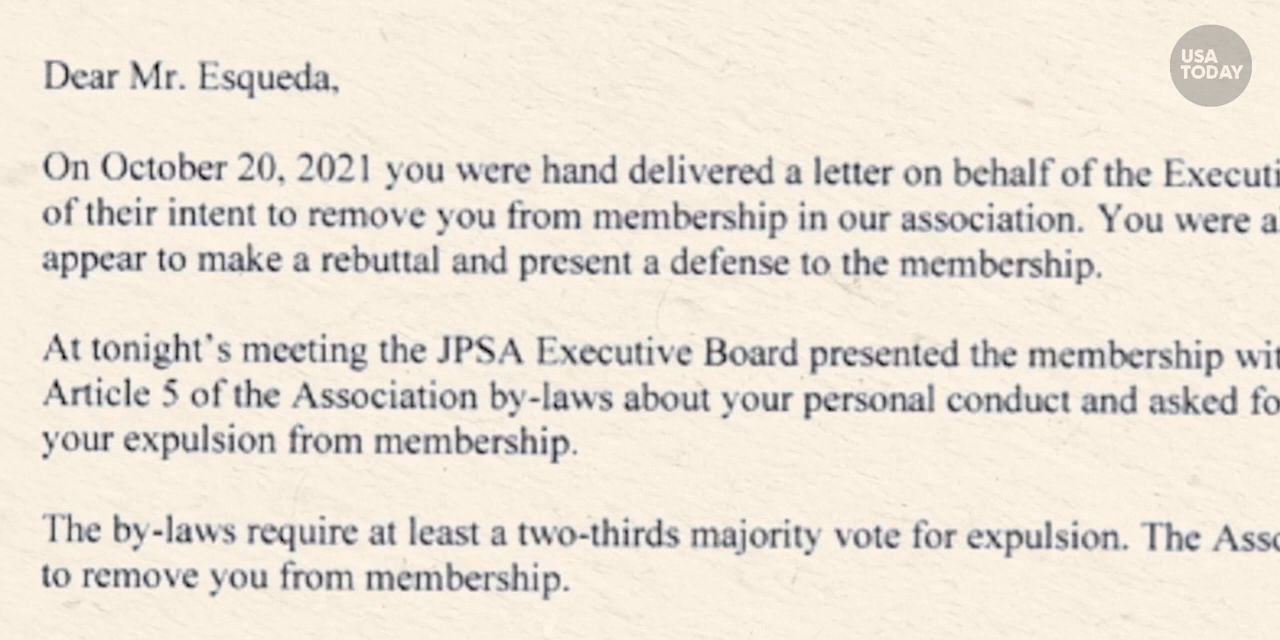 USA
TODAY
Dear Mr. Esqueda,
On October 20, 2021 you were hand delivered a letter on behalf of the Executi
of their intent to remove you from membership in our association. You were a
appear to make a rebuttal and present a defense to the membership.
At tonight's meeting the JPSA Executive Board presented the membership wit
Article 5 of the Association by-laws about your personal conduct and asked fo
your expulsion from membership.
The by-laws require at least a two-thirds majority vote for expulsion. The Asso
to remove you from membership.